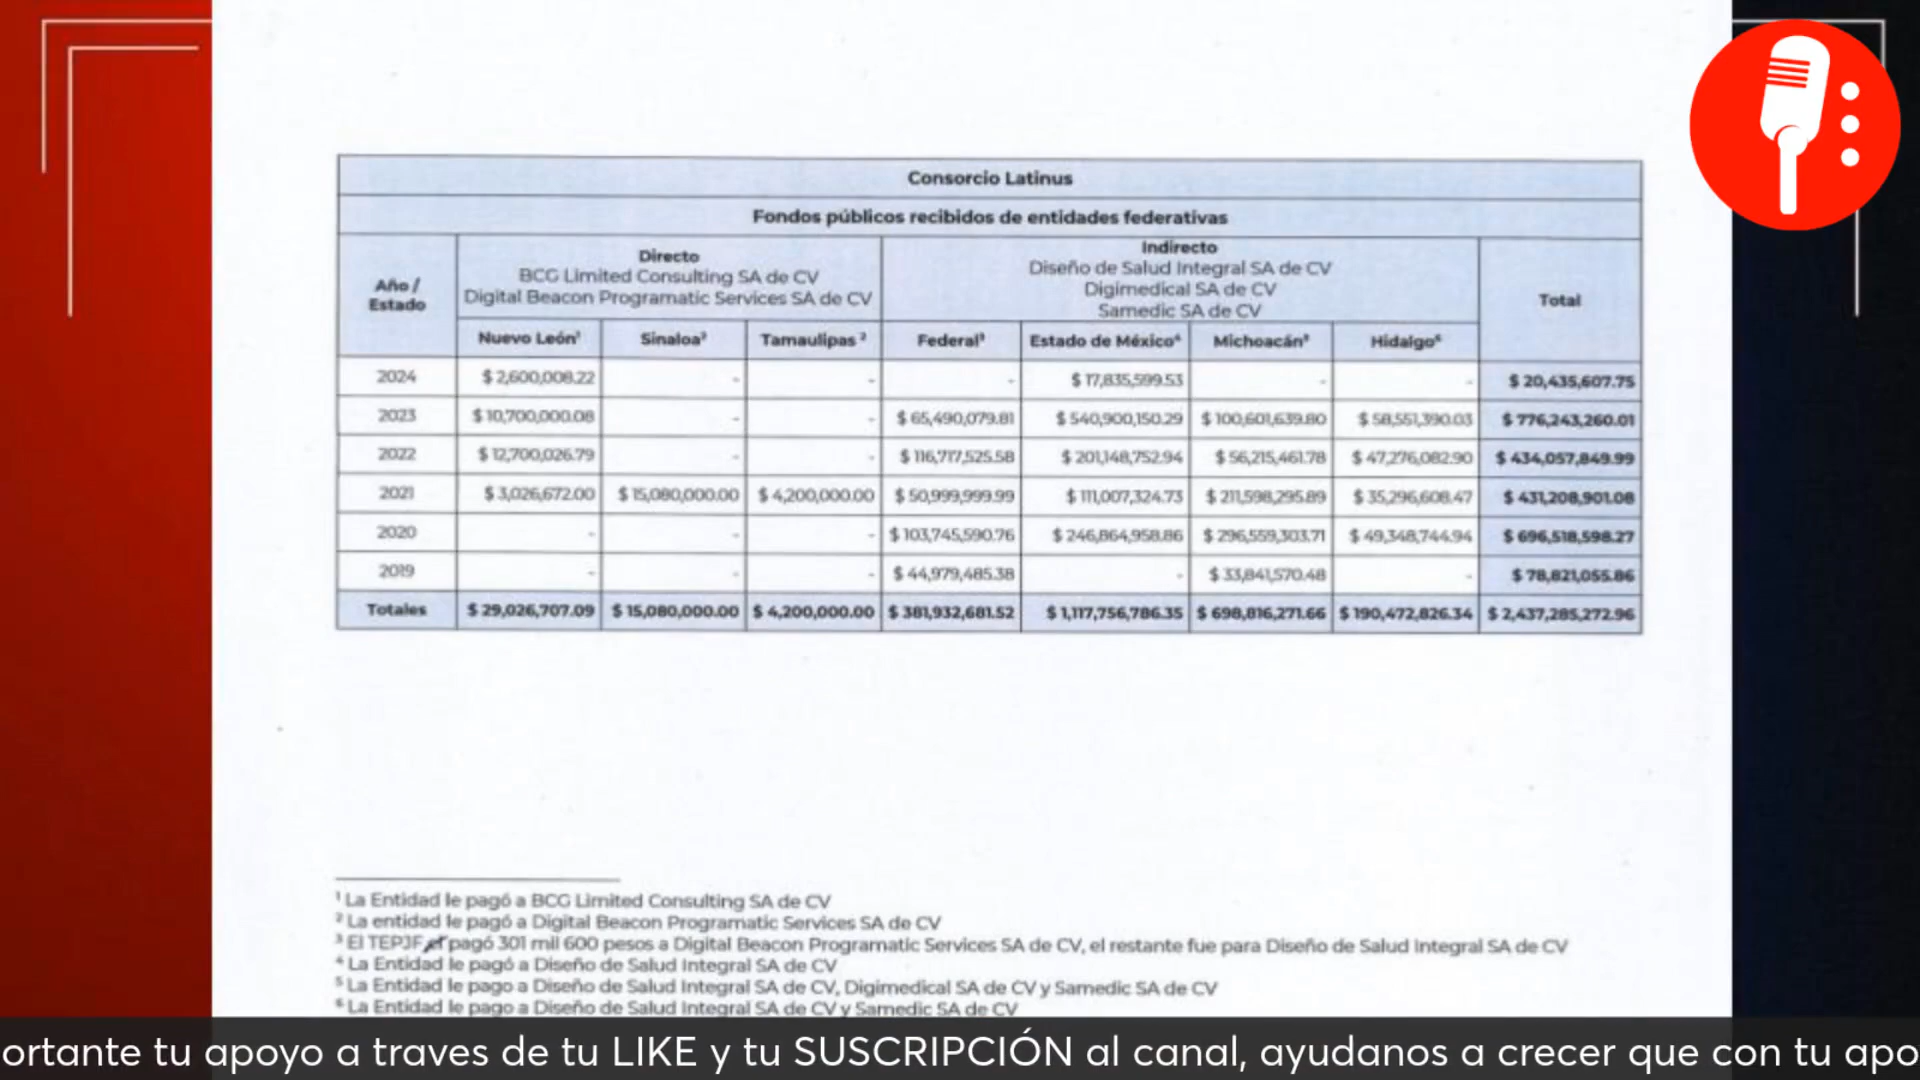 Consorcio Latinus
Fondos públicos recibidos de entidades federativas
Año / Estado
Directo
BCG Limited Consulting SA de CV
Digital Beacon Programatic Services SA de CV
Indirecto
Diseño de Salud Integral SA de CV
Digimedical SA de CV
Samedic SA de CV
Total
Nuevo León¹ Sinaloa² Tamaulipas ² Federal³ Estado de México⁴ Michoacán⁵ Hidalgo⁶
2024 $ 2,600,008.22 - - - $ 17,835,599.53 - - $ 20,435,607.75
2023 $ 10,700,000.08 - - $ 65,490,079.81 $ 540,900,150.29 $ 100,601,639.80 $ 58,551,390.03 $ 776,243,260.01
2022 $ 12,700,026.79 - - $ 116,717,525.58 $ 201,148,752.94 $ 56,215,461.78 $ 47,276,082.90 $ 434,057,849.99
2021 $ 3,026,672.00 $ 15,080,000.00 $ 4,200,000.00 $ 50,999,999.99 $ 111,007,324.73 $ 211,598,295.89 $ 35,296,608.47 $ 431,208,901.08
2020 - - - $ 103,745,590.76 $ 246,864,958.86 $ 296,559,303.71 $ 49,348,744.94 $ 696,518,598.27
2019 - - - $ 44,979,485.38 - $ 33,841,570.48 - $ 78,821,055.86
Totales $ 29,026,707.09 $ 15,080,000.00 $ 4,200,000.00 $ 381,932,681.52 $ 1,117,756,786.35 $ 698,816,271.66 $ 190,472,826.34 $ 2,437,285,272.96
¹ La Entidad le pagó a BCG Limited Consulting SA de CV
² La entidad le pagó a Digital Beacon Programatic Services SA de CV
³ El TEPJF pagó 301 mil 600 pesos a Digital Beacon Programatic Services SA de CV, el restante fue para Diseño de Salud Integral SA de CV
⁴ La Entidad le pagó a Diseño de Salud Integral SA de CV
⁵ La Entidad le pago a Diseño de Salud Integral SA de CV, Digimedical SA de CV y Samedic SA de CV
⁶ La Entidad le pago a Diseño de Salud Integral SA de CV y Samedic SA de CV
ortante tu apoyo a traves de tu LIKE y tu SUSCRIPCIÓN al canal, ayudanos a crecer que con tu apo